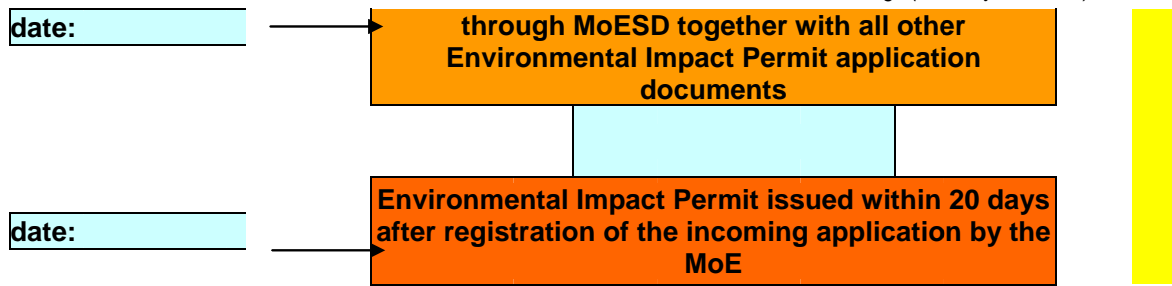 date:
through MoESD together with all other
Environmental Impact Permit application
documents
Environmental Impact Permit issued within 20 days
date:
after registration of the incoming application by the
MoE